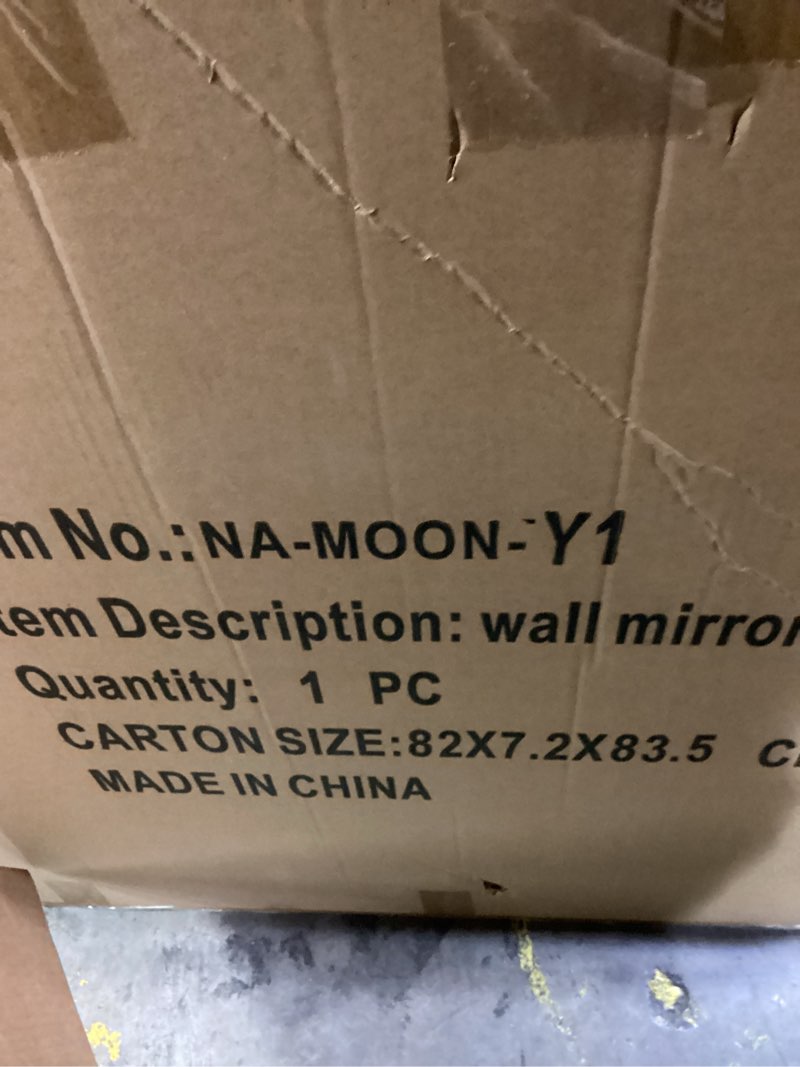 m No.: NA-MOON-Y1
tem Description: wall mirror
Quantity: 1 PC
CARTON SIZE:82X7.2X83.5 C
MADE IN CHINA